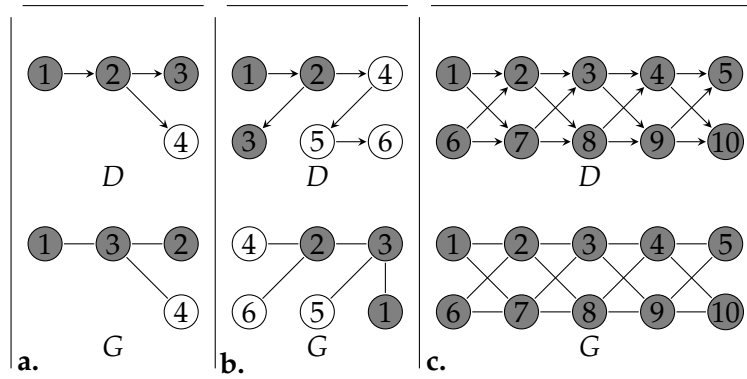 1 2 3
4
D
1 3 2
4
G
a.
1 2 4
3 5 6
D
4 2 3
6 5 1
G
b.
1 2 3 4 5
6 7 8 9 10
D
1 2 3 4 5
6 7 8 9 10
G
c.